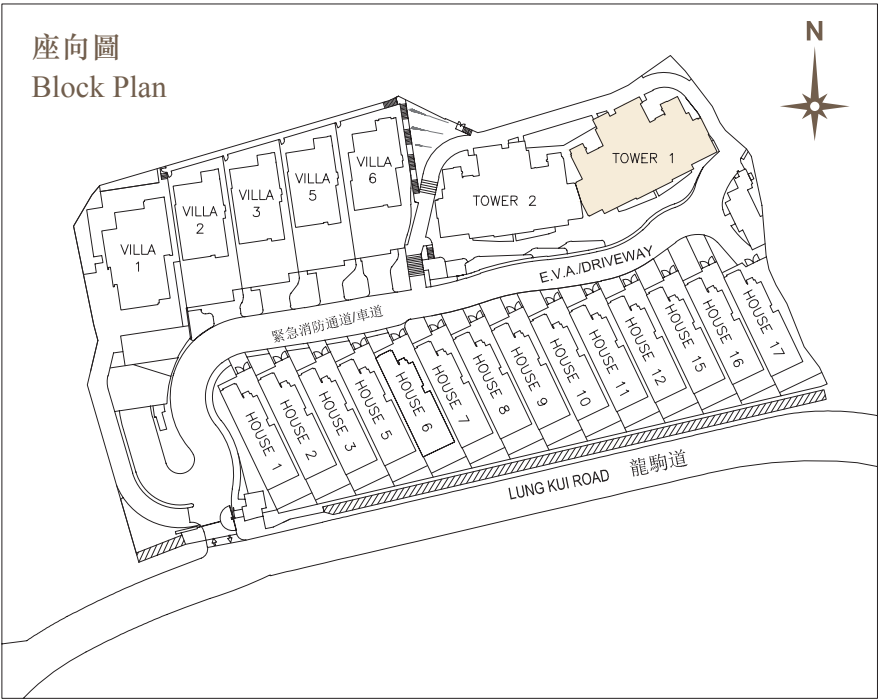 座向圖
Block Plan
N
TOWER 1
TOWER 2
VILLA
6
VILLA
5
VILLA
3
VILLA
2
VILLA
1
E.V.A./DRIVEWAY
緊急消防通道/車道
HOUSE 1
HOUSE 2
HOUSE 3
HOUSE 5
HOUSE 6
HOUSE 7
HOUSE 8
HOUSE 9
HOUSE 10
HOUSE 11
HOUSE 12
HOUSE 15
HOUSE 16
HOUSE 17
LUNG KUI ROAD 龍駒道